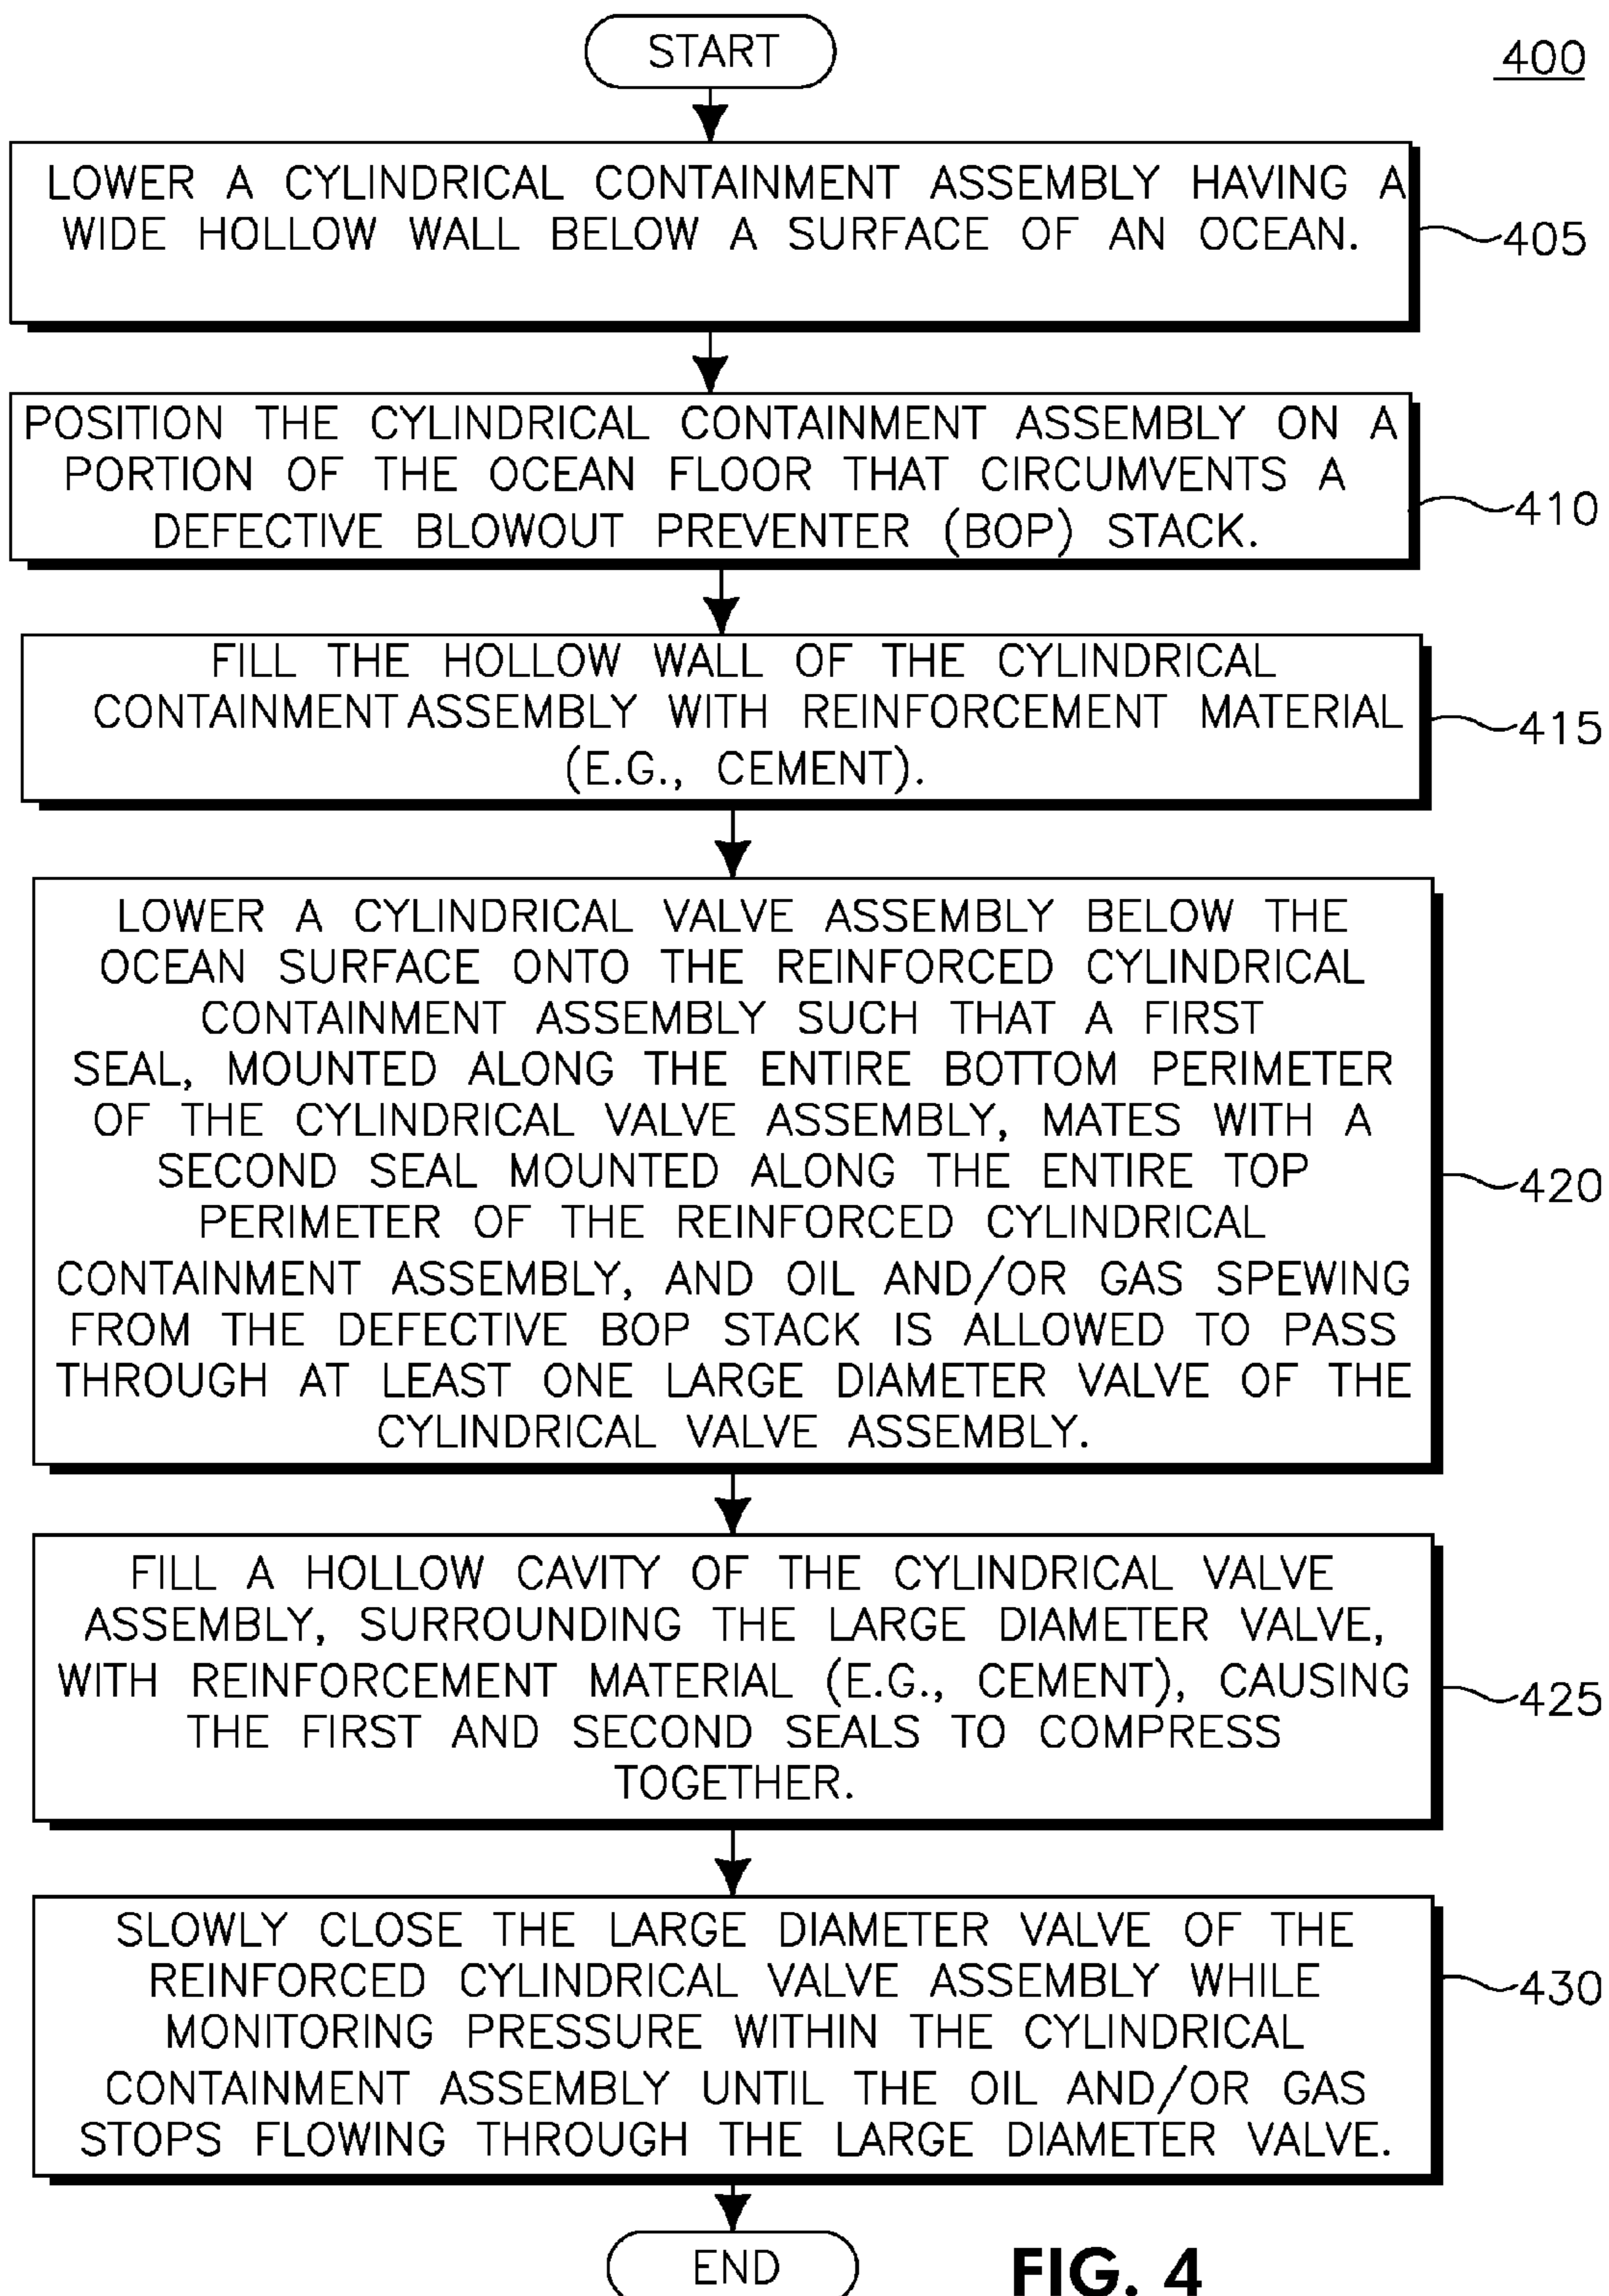 START
400
LOWER A CYLINDRICAL CONTAINMENT ASSEMBLY HAVING A
WIDE HOLLOW WALL BELOW A SURFACE OF AN OCEAN.
405
POSITION THE CYLINDRICAL CONTAINMENT ASSEMBLY ON A
PORTION OF THE OCEAN FLOOR THAT CIRCUMVENTS A
DEFECTIVE BLOWOUT PREVENTER (BOP) STACK.
410
FILL THE HOLLOW WALL OF THE CYLINDRICAL
CONTAINMENT ASSEMBLY WITH REINFORCEMENT MATERIAL
(E.G., CEMENT).
415
LOWER A CYLINDRICAL VALVE ASSEMBLY BELOW THE
OCEAN SURFACE ONTO THE REINFORCED CYLINDRICAL
CONTAINMENT ASSEMBLY SUCH THAT A FIRST
SEAL, MOUNTED ALONG THE ENTIRE BOTTOM PERIMETER
OF THE CYLINDRICAL VALVE ASSEMBLY, MATES WITH A
SECOND SEAL MOUNTED ALONG THE ENTIRE TOP
PERIMETER OF THE REINFORCED CYLINDRICAL
CONTAINMENT ASSEMBLY, AND OIL AND/OR GAS SPEWING
FROM THE DEFECTIVE BOP STACK IS ALLOWED TO PASS
THROUGH AT LEAST ONE LARGE DIAMETER VALVE OF THE
CYLINDRICAL VALVE ASSEMBLY.
420
FILL A HOLLOW CAVITY OF THE CYLINDRICAL VALVE
ASSEMBLY, SURROUNDING THE LARGE DIAMETER VALVE,
WITH REINFORCEMENT MATERIAL (E.G., CEMENT), CAUSING
THE FIRST AND SECOND SEALS TO COMPRESS
TOGETHER.
425
SLOWLY CLOSE THE LARGE DIAMETER VALVE OF THE
REINFORCED CYLINDRICAL VALVE ASSEMBLY WHILE
MONITORING PRESSURE WITHIN THE CYLINDRICAL
CONTAINMENT ASSEMBLY UNTIL THE OIL AND/OR GAS
STOPS FLOWING THROUGH THE LARGE DIAMETER VALVE.
430
END
FIG. 4